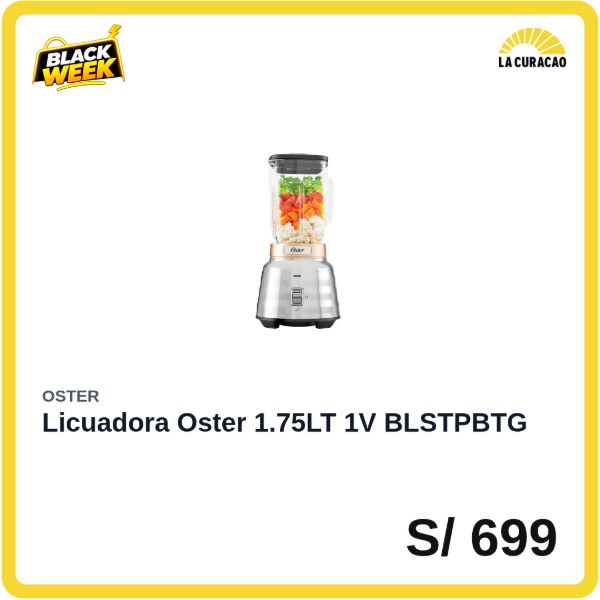 BLACK
WEEK
LA CURACAO
Oster
OSTER
Licuadora Oster 1.75LT 1V BLSTPBTG
S/ 699